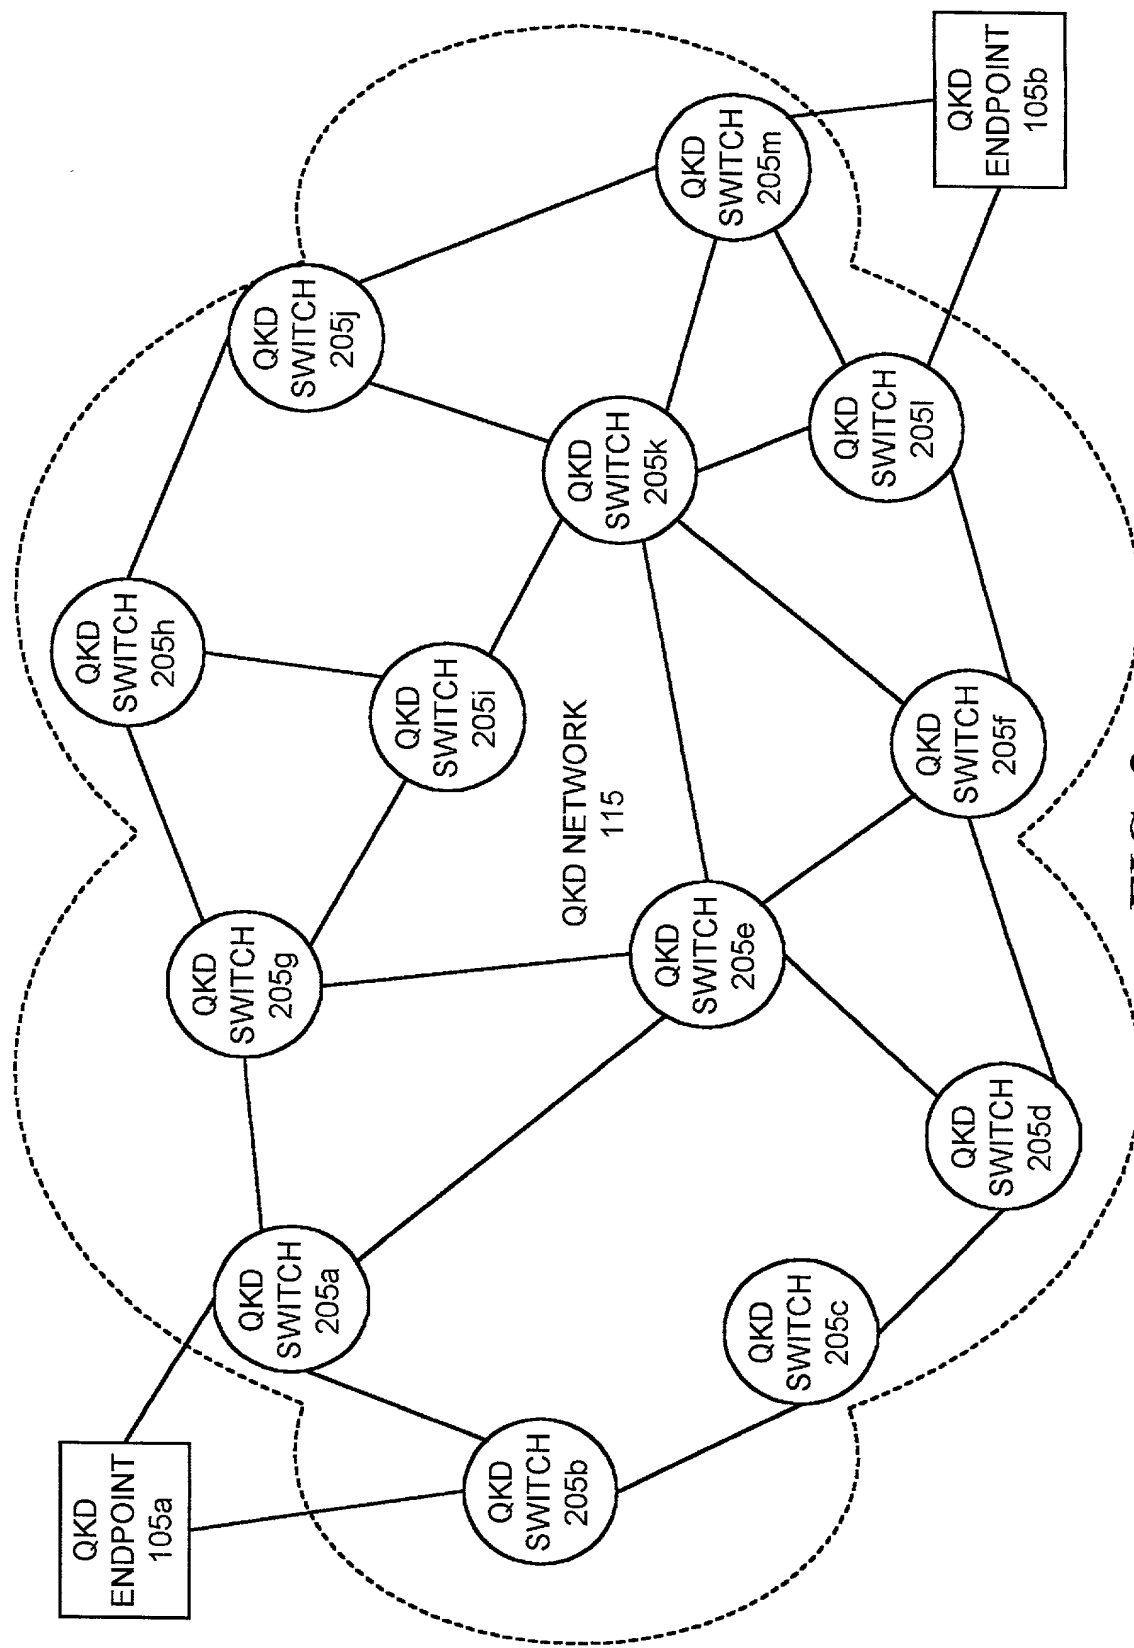 QKD
ENDPOINT
105a
QKD
SWITCH
205h
QKD
SWITCH
205g
QKD
SWITCH
205a
QKD
SWITCH
205j
QKD
SWITCH
205i
QKD
SWITCH
205b
QKD
SWITCH
205k
QKD NETWORK
115
QKD
SWITCH
205e
QKD
SWITCH
205m
QKD
SWITCH
205c
QKD
SWITCH
205l
QKD
SWITCH
205f
QKD
SWITCH
205d
QKD
ENDPOINT
105b